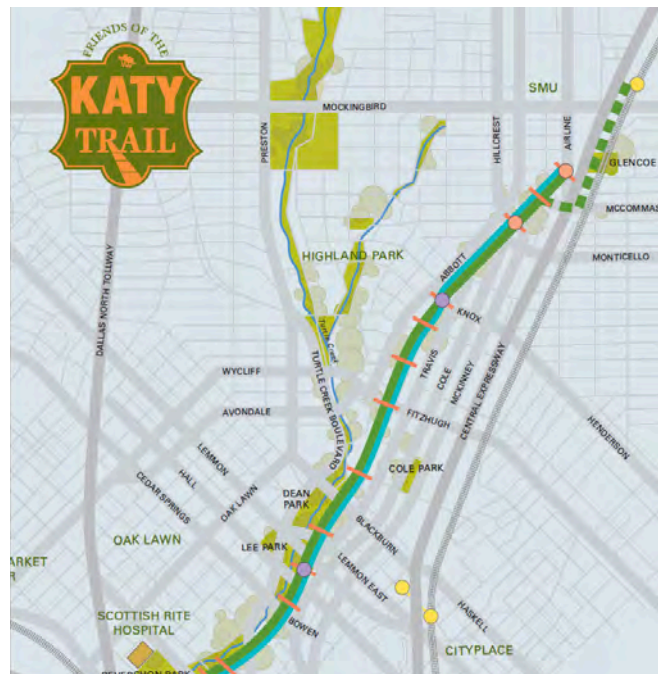 FRIENDS OF THE
KATY
TRAIL
SMU
MOCKINGBIRD
PRESTON
HILLCREST
AIRLINE
GLENCOE
MCCOMMAS
HIGHLAND PARK
ABBOTT
MONTICELLO
DALLAS NORTH TOLLWAY
KNOX
Turtle Creek
TURTLE CREEK BOULEVARD
WYCLIFF
TRAVIS
COLE
MCKINNEY
CENTRAL EXPRESSWAY
AVONDALE
FITZHUGH
HENDERSON
LEMMON
HALL
CEDAR SPRINGS
OAK LAWN
COLE PARK
DEAN
PARK
BLACKBURN
OAK LAWN
LEE PARK
LEMMON EAST
ARKET
R
HASKELL
SCOTTISH RITE
HOSPITAL
BOWEN
CITYPLACE